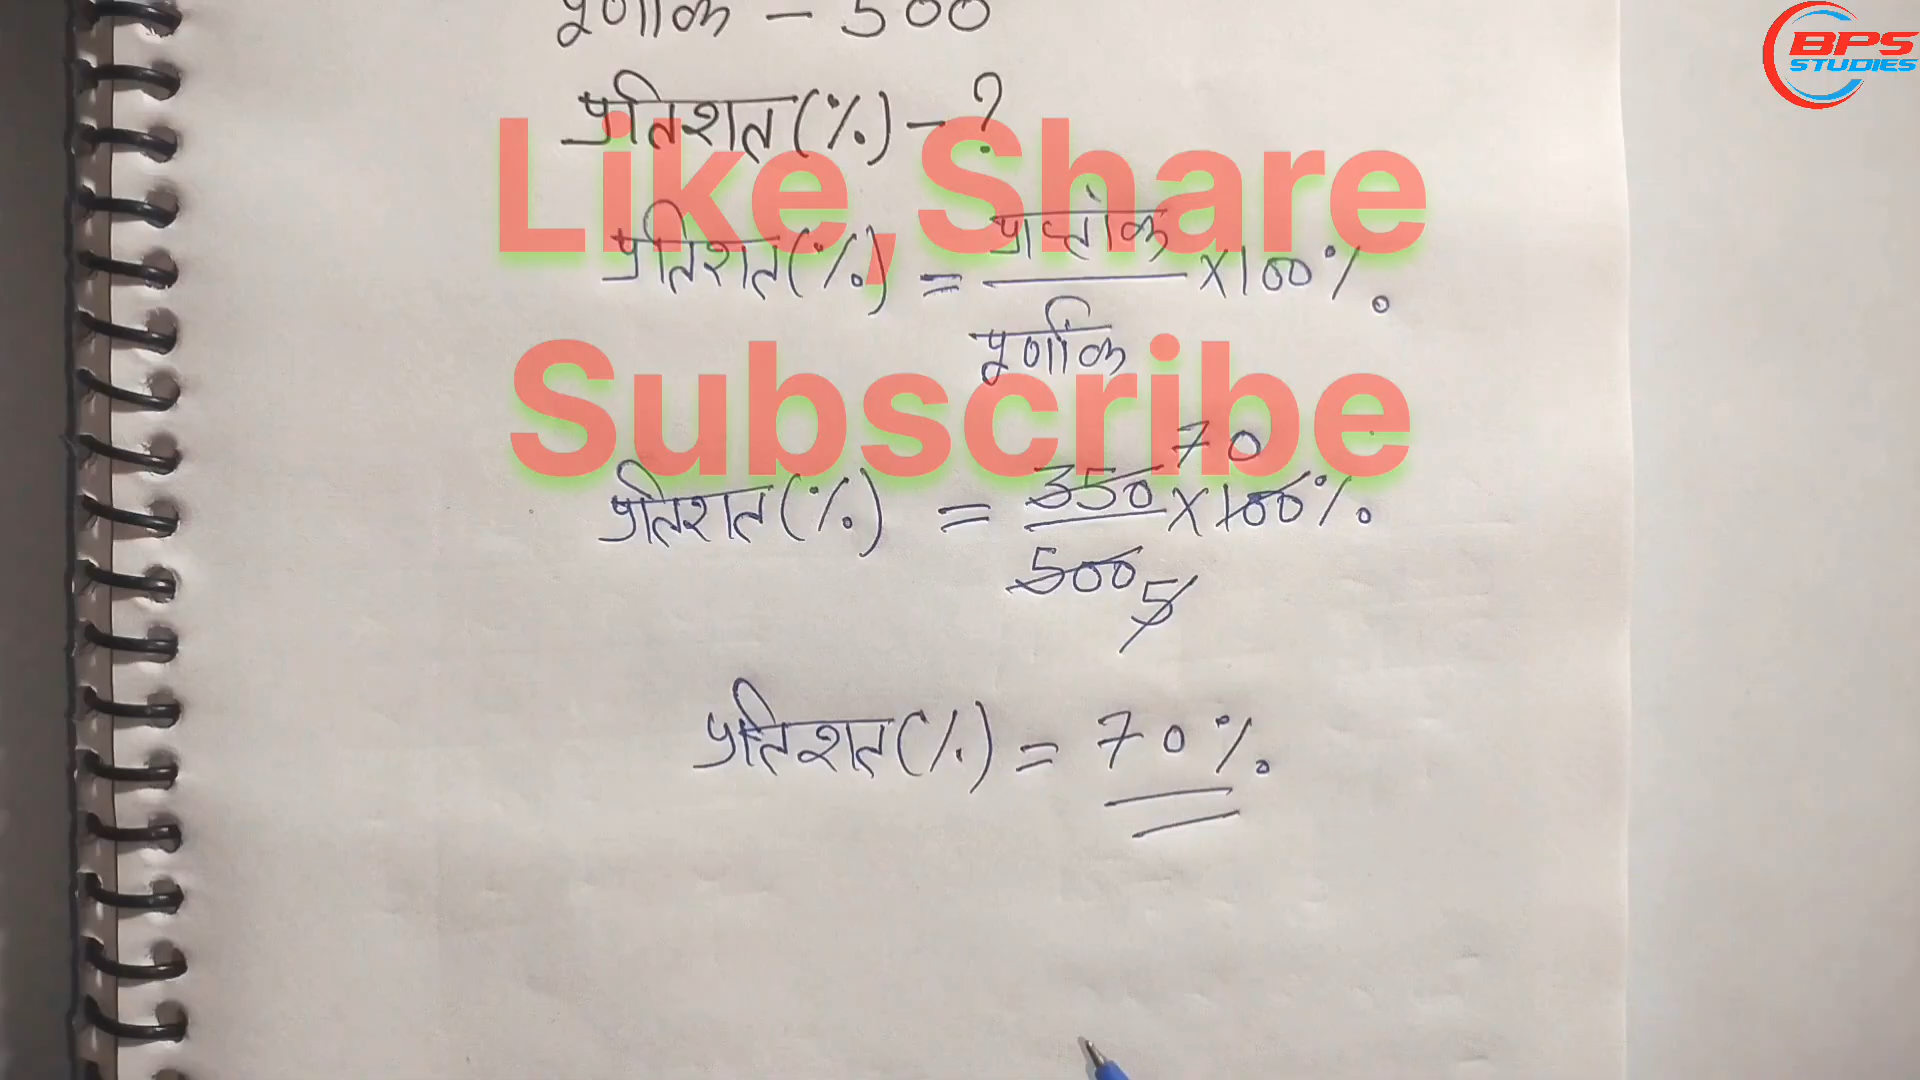 पूर्णांक - 500
BPS
STUDIES
प्रतिशत (%) - ?
Like, Share
प्रतिशत (%) = प्राप्तांक × 100%
पूर्णांक
Subscribe
70
प्रतिशत (%) = 350 × 100%
500 5
प्रतिशत (%) = 70%